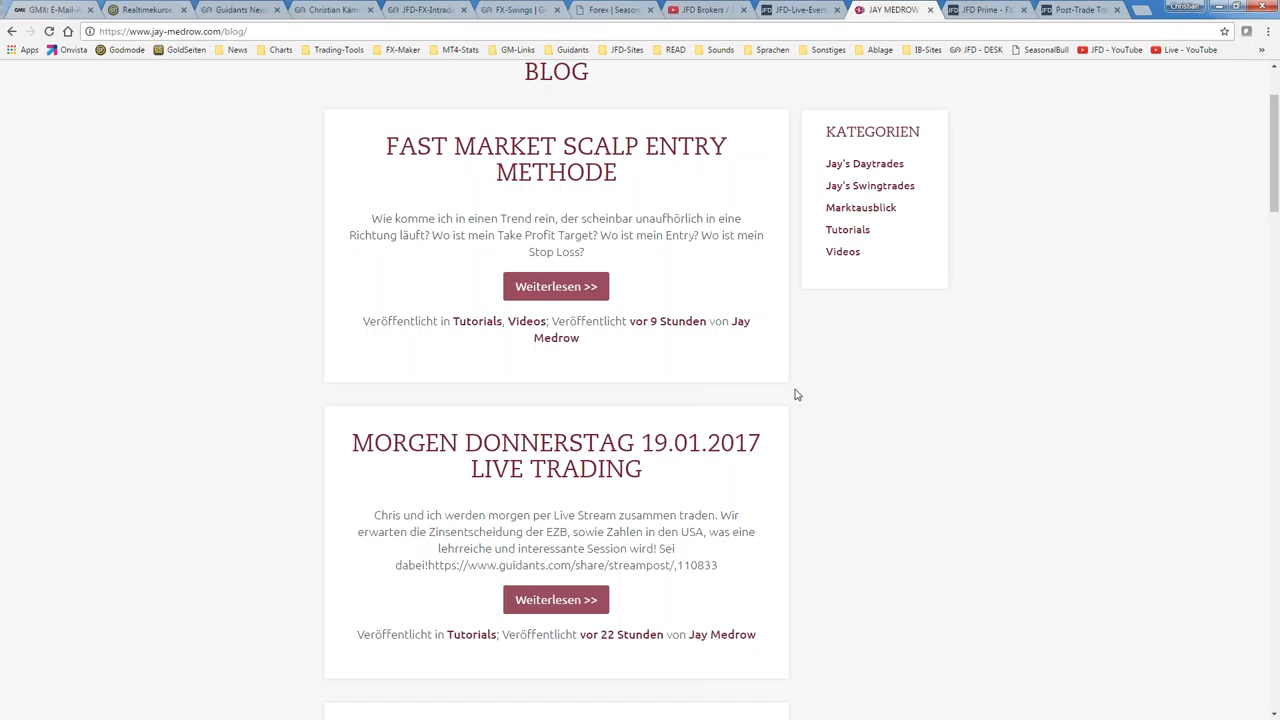 GMX: E-Mail-A
Realtimekurse
Guidants New
Christian Käm
JFD-FX-Intrada
FX-Swings | G
Forex | Season
JFD Brokers / P
JFD-Live-Event
JAY MEDROW
JFD Prime - FX
Post-Trade Tra
Christian
https://www.jay-medrow.com/blog/
Apps Onvista Godmode GoldSeiten News Charts Trading-Tools FX-Maker MT4-Stats GM-Links Guidants JFD-Sites READ Sounds Sprachen Sonstiges Ablage IB-Sites JFD - DESK SeasonalBull JFD - YouTube Live - YouTube »
BLOG
FAST MARKET SCALP ENTRY
METHODE
Wie komme ich in einen Trend rein, der scheinbar unaufhörlich in eine
Richtung läuft? Wo ist mein Take Profit Target? Wo ist mein Entry? Wo ist mein
Stop Loss?
Weiterlesen >>
Veröffentlicht in Tutorials, Videos; Veröffentlicht vor 9 Stunden von Jay
Medrow
KATEGORIEN
Jay's Daytrades
Jay's Swingtrades
Marktausblick
Tutorials
Videos
MORGEN DONNERSTAG 19.01.2017
LIVE TRADING
Chris und ich werden morgen per Live Stream zusammen traden. Wir
erwarten die Zinsentscheidung der EZB, sowie Zahlen in den USA, was eine
lehrreiche und interessante Session wird! Sei
dabei!https://www.guidants.com/share/streampost/,110833
Weiterlesen >>
Veröffentlicht in Tutorials; Veröffentlicht vor 22 Stunden von Jay Medrow